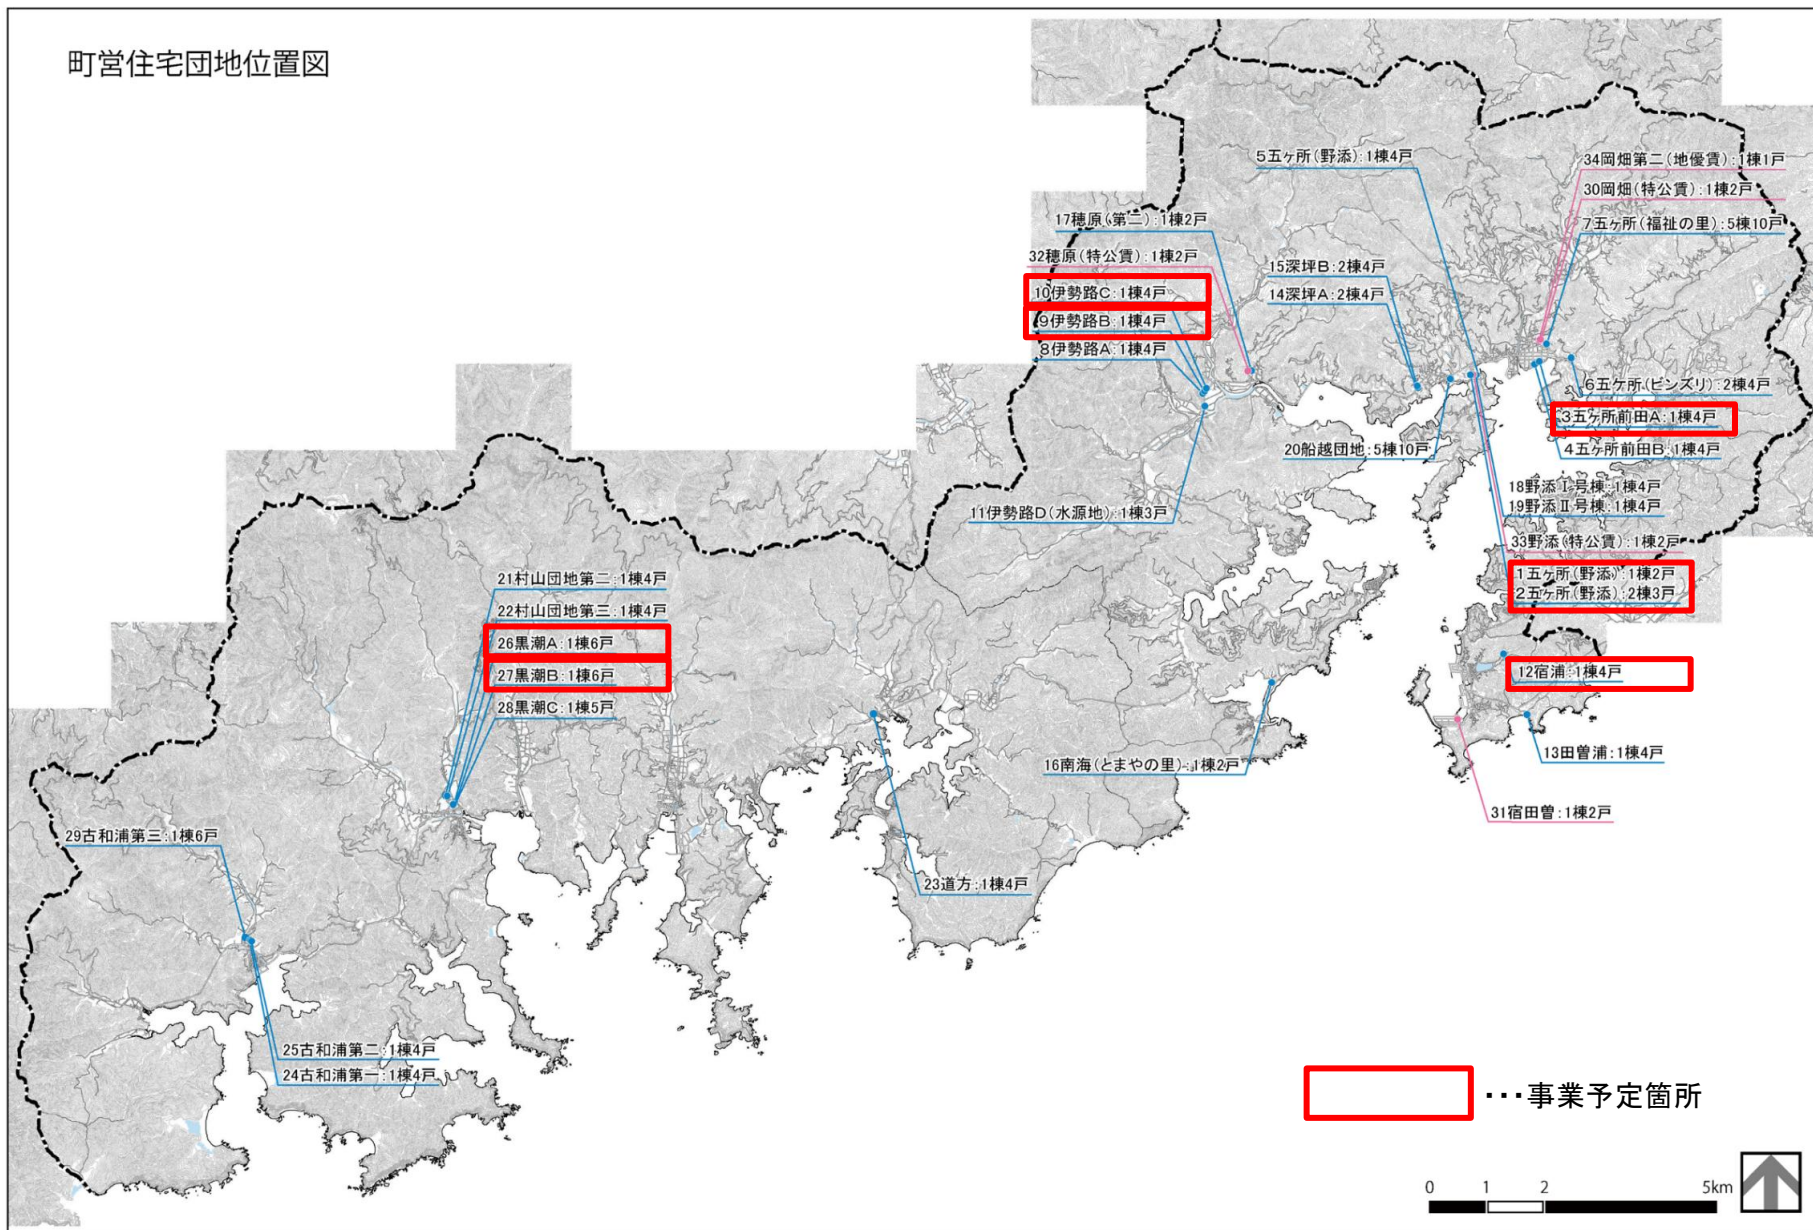 町営住宅団地位置図
5五ヶ所(野添):1棟4戸
34岡畑第二(地優賃):1棟1戸
30岡畑(特公賃):1棟2戸
7五ヶ所(福祉の里):5棟10戸
17穂原(第二):1棟2戸
32穂原(特公賃):1棟2戸
10伊勢路C:1棟4戸
9伊勢路B:1棟4戸
8伊勢路A:1棟4戸
15深坪B:2棟4戸
14深坪A:2棟4戸
6五ケ所(ビンズリ):2棟4戸
3五ヶ所前田A:1棟4戸
4五ヶ所前田B:1棟4戸
20船越団地:5棟10戸
18野添Ⅰ号棟:1棟4戸
19野添Ⅱ号棟:1棟4戸
11伊勢路D(水源地):1棟3戸
33野添(特公賃):1棟2戸
1五ヶ所(野添):1棟2戸
2五ヶ所(野添):2棟3戸
21村山団地第二:1棟4戸
22村山団地第三:1棟4戸
26黒潮A:1棟6戸
27黒潮B:1棟6戸
28黒潮C:1棟5戸
12宿浦:1棟4戸
13田曽浦:1棟4戸
16南海(とまやの里):1棟2戸
31宿田曽:1棟2戸
29古和浦第三:1棟6戸
23道方:1棟4戸
25古和浦第二:1棟4戸
24古和浦第一:1棟4戸
･･･事業予定箇所
0 1 2 5km